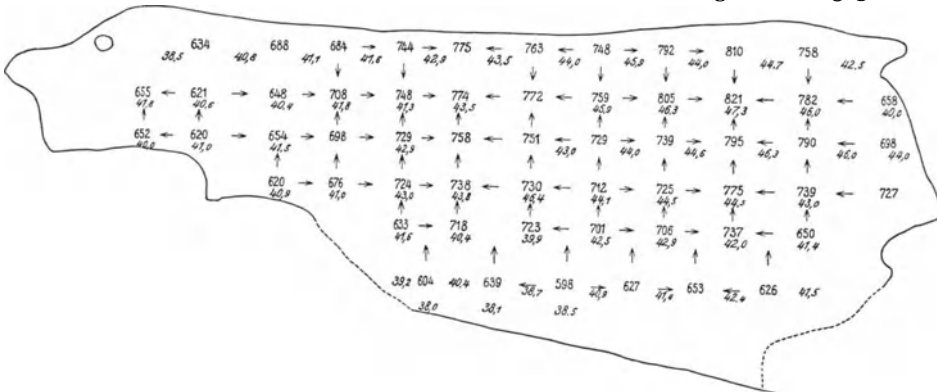 634 688 684 → 744 → 775 ← 763 ← 748 → 792 → 810 758
38,5 40,8 41,1 41,6 42,9 43,5 44,0 45,9 44,0 44,7 42,5
↓ ↓ ↓ ↓ ↓ ↓ ↓
655 ← 621 → 648 → 708 → 748 → 774 ← 772 759 → 805 → 821 ← 782 ← 658
41,8 40,6 40,4 41,8 41,3 43,5 45,9 46,3 47,3 46,0 40,0
↑ ↑ ↑ ↑ ↑ ↑ ↑ ↑ ↑ ↑
652 ← 620 → 654 → 698 → 729 → 758 ← 751 ← 729 → 739 → 795 ← 790 ← 698
40,0 41,0 41,5 42,9 43,0 44,0 44,6 46,3 46,0 44,0
↑ ↑ ↑ ↑ ↑ ↑ ↑ ↑ ↑
620 → 676 → 724 → 738 ← 730 ← 712 → 725 → 775 ← 739 ← 727
40,9 41,0 43,0 43,8 46,4 44,1 44,5 44,5 43,0
↑ ↑ ↑ ↑ ↑ ↑ ↑
633 → 718 723 ← 701 → 706 → 737 ← 650
41,6 40,4 39,9 42,5 42,9 42,0 41,4
↑ ↑ ↑ ↑ ↑ ↑
39,2 604 40,4 639 ← 598 → 627 → 653 ← 626 41,5
38,7 40,9 41,4 42,4
38,0 38,1 38,5